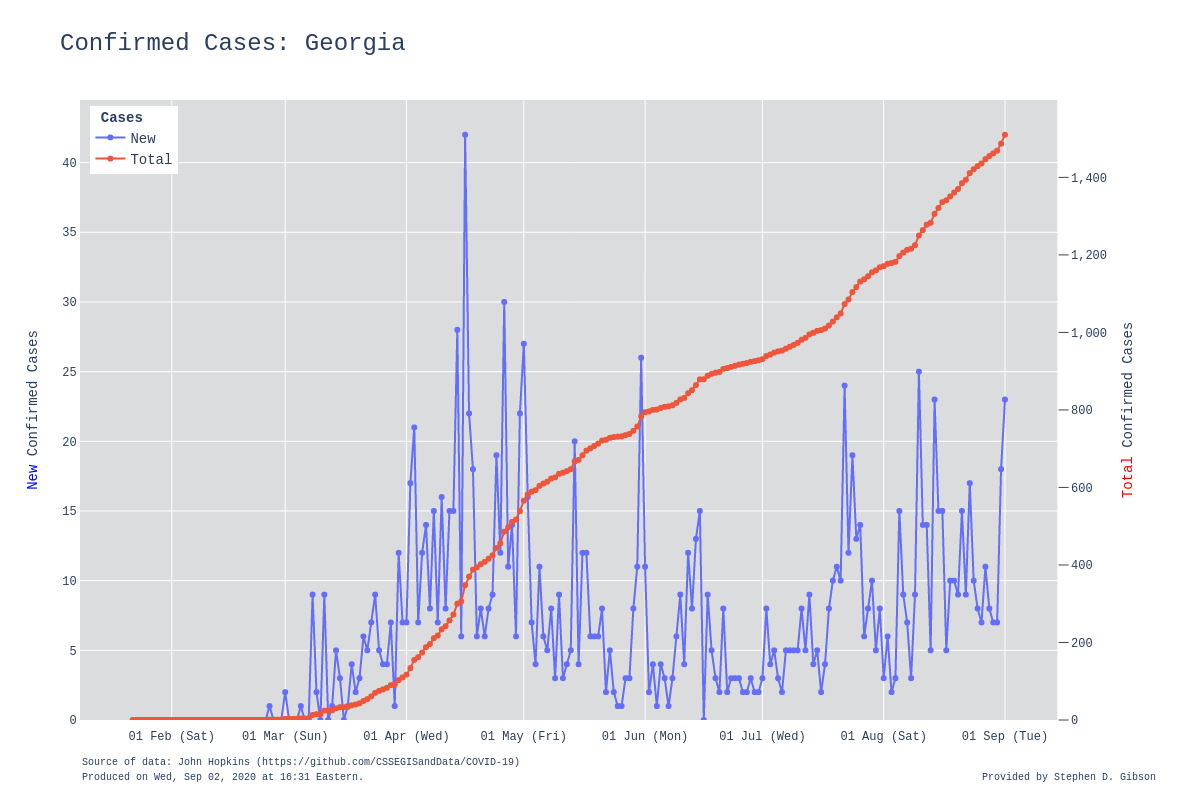 Confirmed Cases: Georgia
Cases
New
Total
40
35
30
25
20
15
10
5
0
New Confirmed Cases
1,400
1,200
1,000
800
600
400
200
0
Total Confirmed Cases
01 Feb (Sat) 01 Mar (Sun) 01 Apr (Wed) 01 May (Fri) 01 Jun (Mon) 01 Jul (Wed) 01 Aug (Sat) 01 Sep (Tue)
Source of data: John Hopkins (https://github.com/CSSEGISandData/COVID-19)
Produced on Wed, Sep 02, 2020 at 16:31 Eastern.
Provided by Stephen D. Gibson